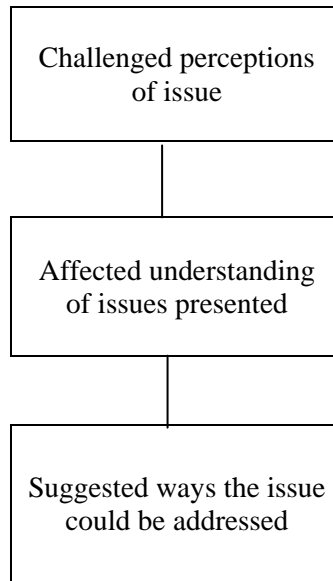 Challenged perceptions
of issue
Affected understanding
of issues presented
Suggested ways the issue
could be addressed